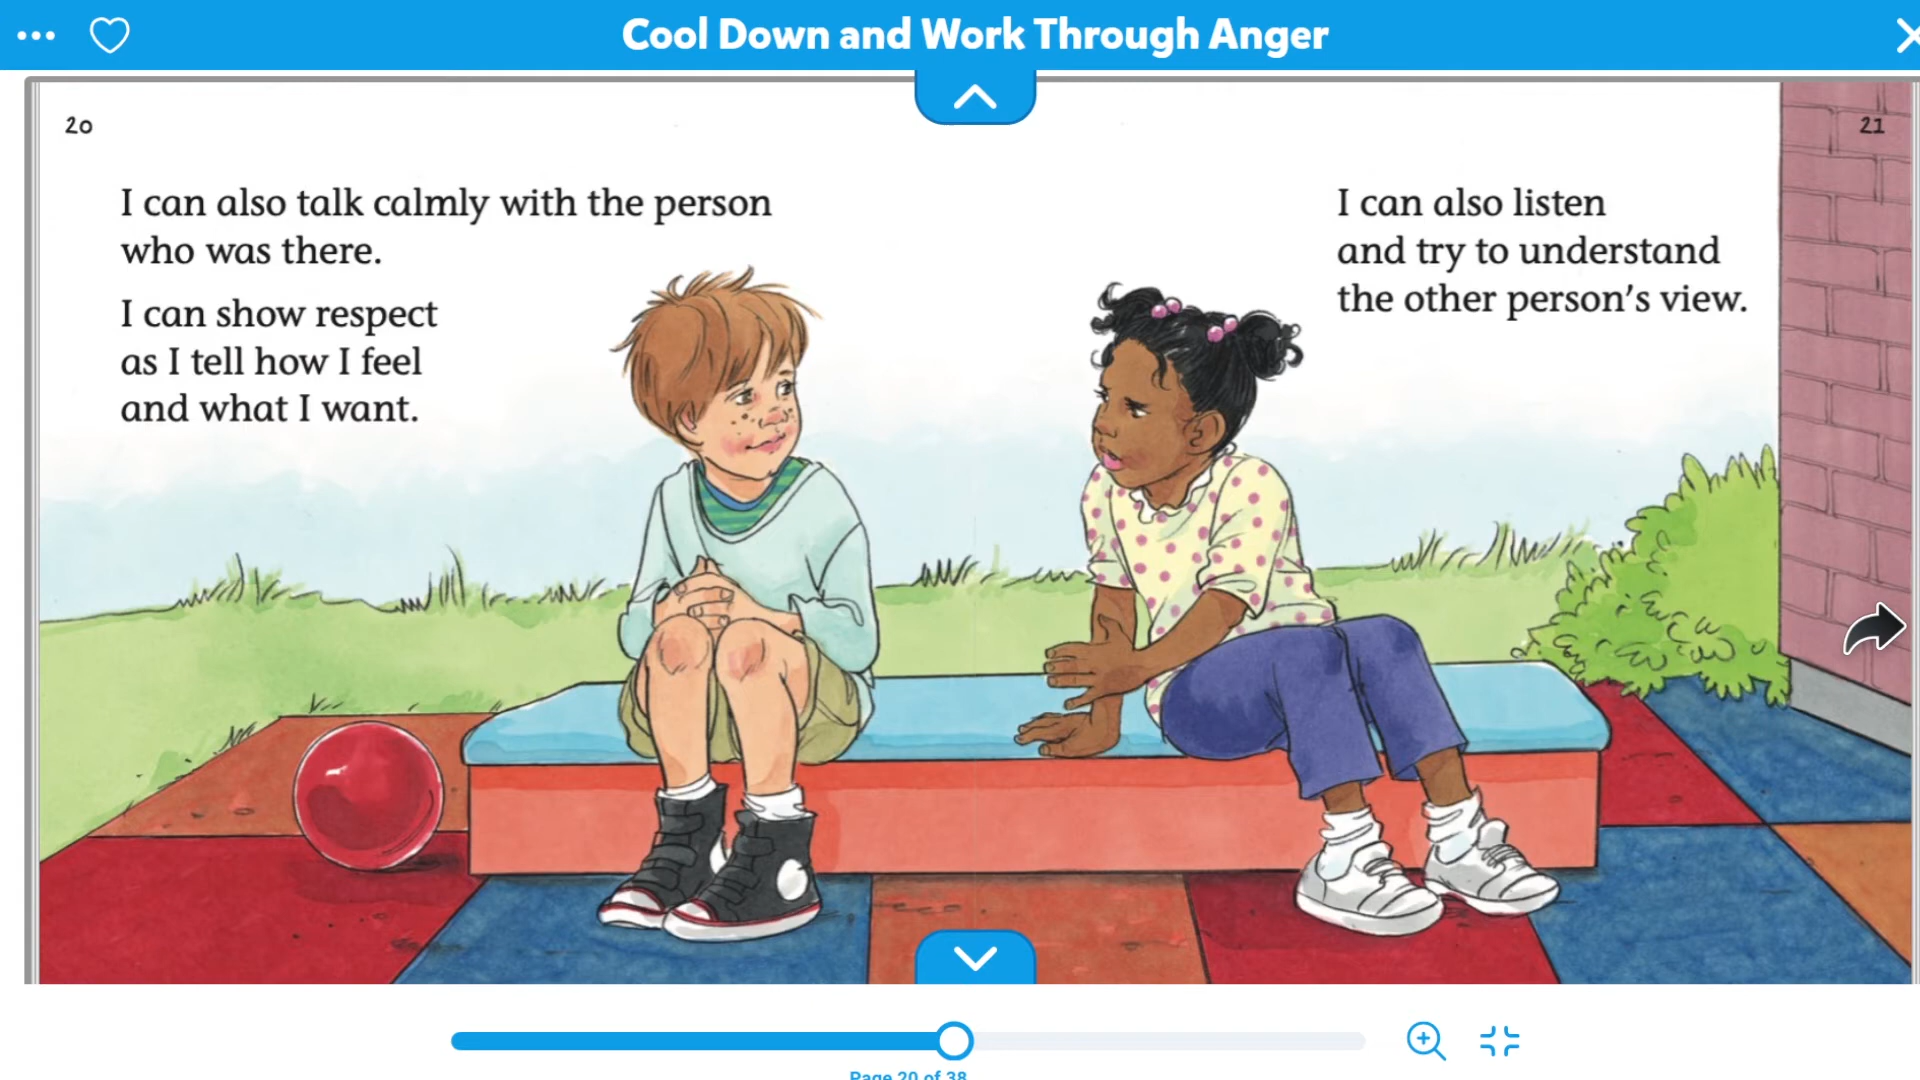 Cool Down and Work Through Anger
20
I can also talk calmly with the person
who was there.
I can show respect
as I tell how I feel
and what I want.
21
I can also listen
and try to understand
the other person's view.
Page 20 of 38